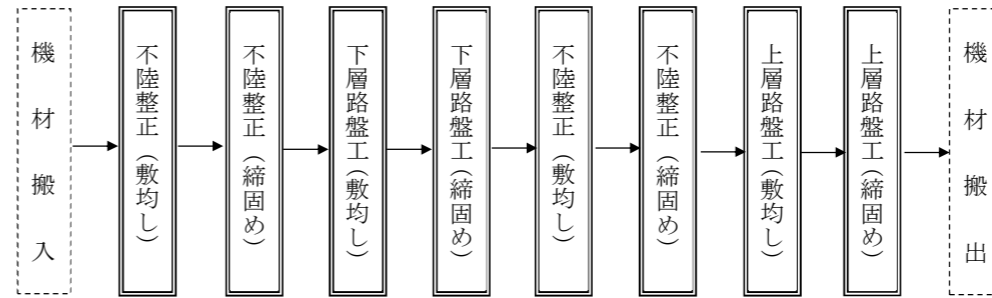 機材搬入
不陸整正（敷均し）
不陸整正（締固め）
下層路盤工（敷均し）
下層路盤工（締固め）
不陸整正（敷均し）
不陸整正（締固め）
上層路盤工（敷均し）
上層路盤工（締固め）
機材搬出